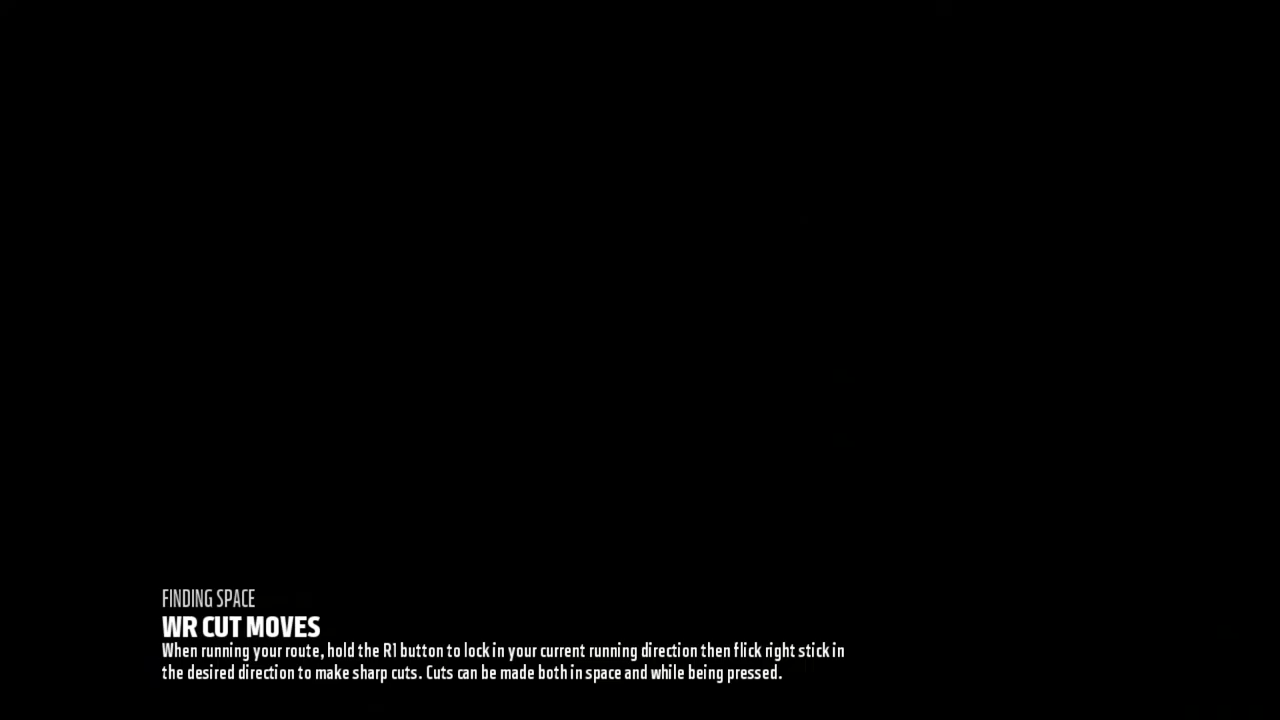 FINDING SPACE
WR CUT MOVES
When running your route, hold the R1 button to lock in your current running direction then flick right stick in
the desired direction to make sharp cuts. Cuts can be made both in space and while being pressed.